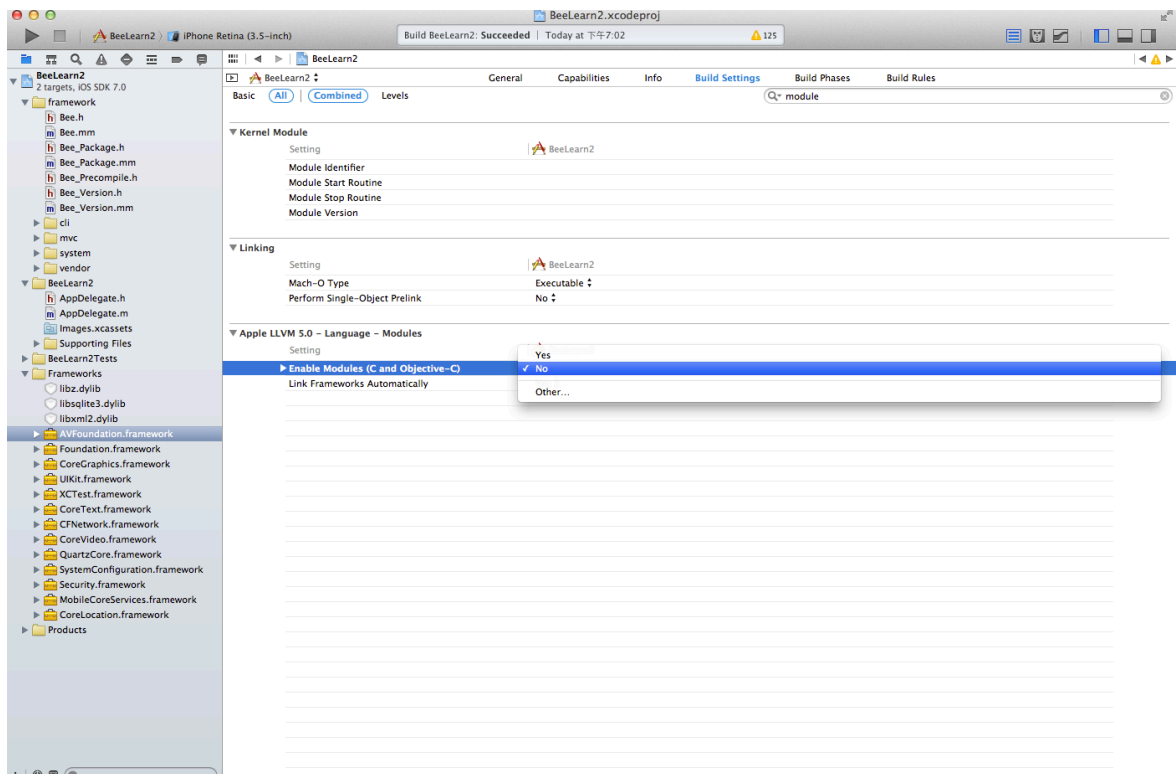 BeeLearn2.xcodeproj
BeeLearn2 〉 iPhone Retina (3.5-inch)
Build BeeLearn2: Succeeded | Today at 下午7:02
125
BeeLearn2
BeeLearn2
2 targets, iOS SDK 7.0
framework
Bee.h
Bee.mm
Bee_Package.h
Bee_Package.mm
Bee_Precompile.h
Bee_Version.h
Bee_Version.mm
cli
mvc
system
vendor
BeeLearn2
AppDelegate.h
AppDelegate.m
Images.xcassets
Supporting Files
BeeLearn2Tests
Frameworks
libz.dylib
libsqlite3.dylib
libxml2.dylib
AVFoundation.framework
Foundation.framework
CoreGraphics.framework
UIKit.framework
XCTest.framework
CoreText.framework
CFNetwork.framework
CoreVideo.framework
QuartzCore.framework
SystemConfiguration.framework
Security.framework
MobileCoreServices.framework
CoreLocation.framework
Products
BeeLearn2 General Capabilities Info Build Settings Build Phases Build Rules
Basic All Combined Levels module
Kernel Module
Setting BeeLearn2
Module Identifier
Module Start Routine
Module Stop Routine
Module Version
Linking
Setting BeeLearn2
Mach-O Type Executable
Perform Single-Object Prelink No
Apple LLVM 5.0 - Language - Modules
Setting
Yes
Enable Modules (C and Objective-C) ✓ No
Link Frameworks Automatically
Other...